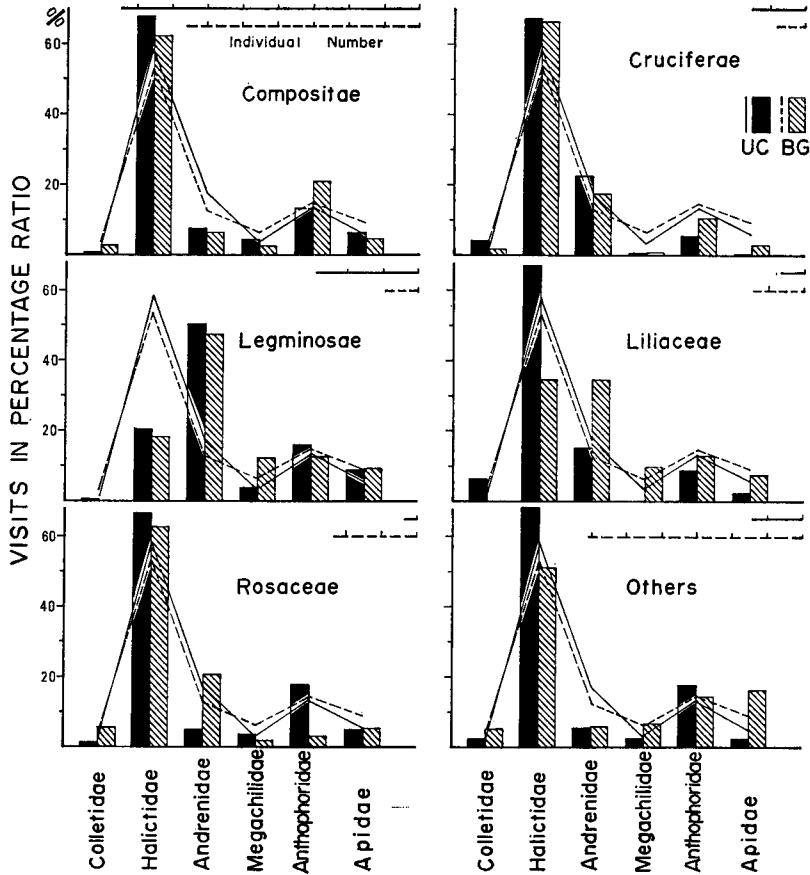 %
60
40
20
Individual Number
Compositae
Cruciferae
UC BG
VISITS IN PERCENTAGE RATIO
60
40
20
Legminosae
Liliaceae
60
40
20
Rosaceae
Others
Colletidae
Halictidae
Andrenidae
Megachilidae
Anthophoridae
Apidae
Colletidae
Halictidae
Andrenidae
Megachilidae
Anthophoridae
Apidae